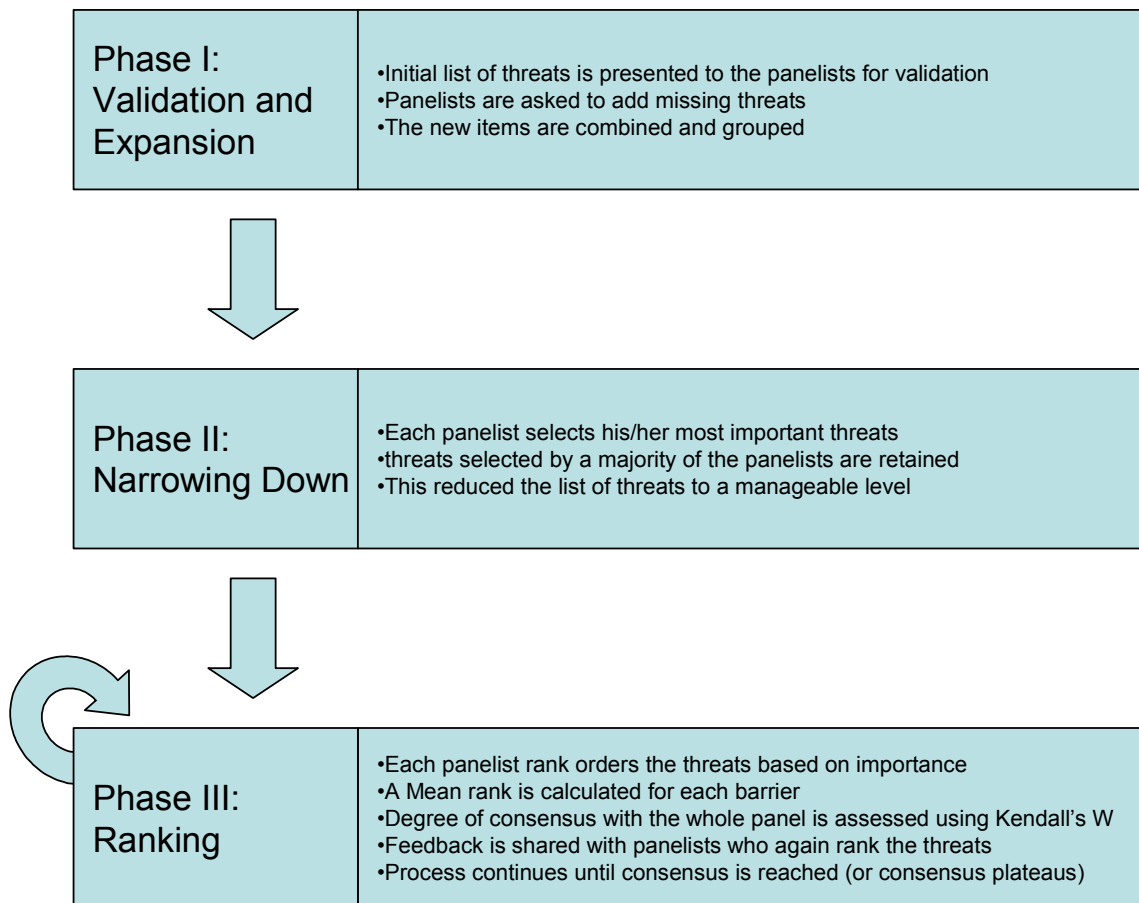 Phase I:
Validation and
Expansion
•Initial list of threats is presented to the panelists for validation
•Panelists are asked to add missing threats
•The new items are combined and grouped
Phase II:
Narrowing Down
•Each panelist selects his/her most important threats
•threats selected by a majority of the panelists are retained
•This reduced the list of threats to a manageable level
Phase III:
Ranking
•Each panelist rank orders the threats based on importance
•A Mean rank is calculated for each barrier
•Degree of consensus with the whole panel is assessed using Kendall's W
•Feedback is shared with panelists who again rank the threats
•Process continues until consensus is reached (or consensus plateaus)